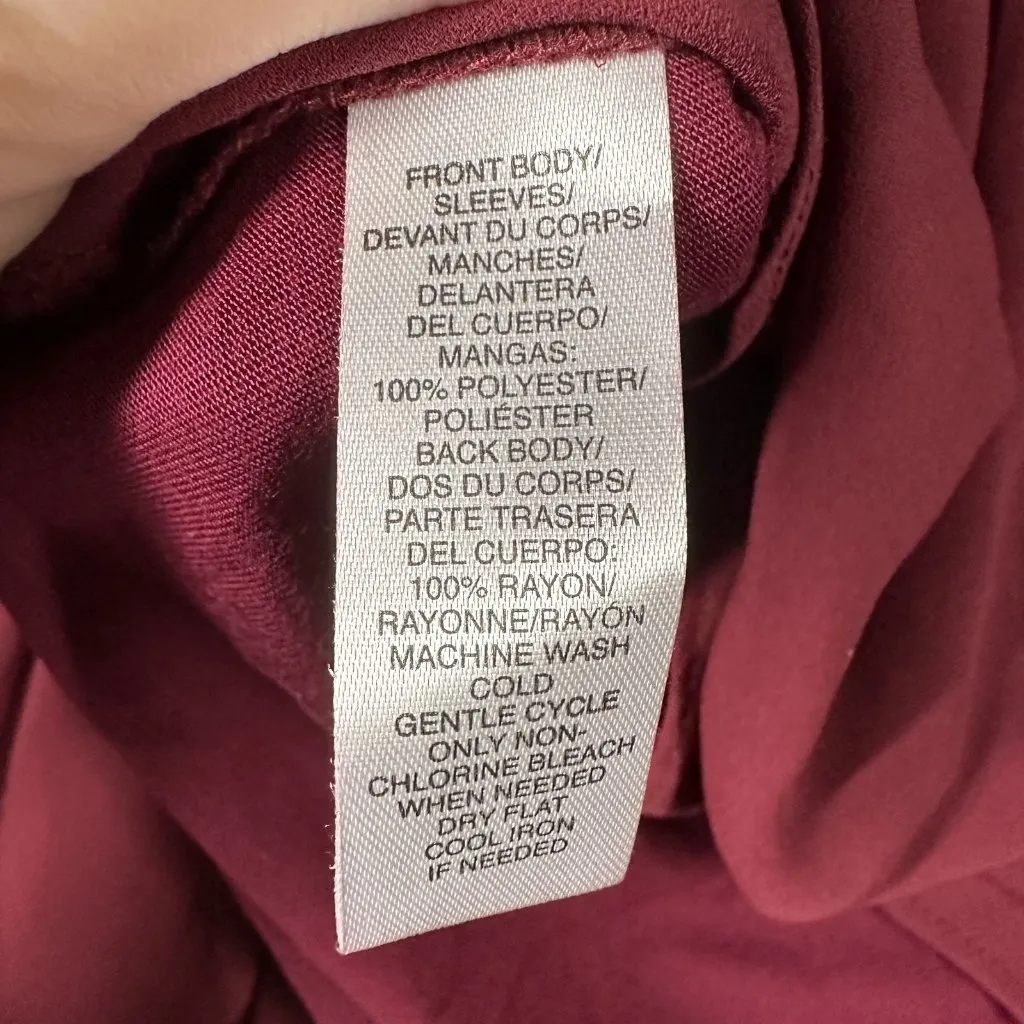 FRONT BODY/
SLEEVES/
DEVANT DU CORPS/
MANCHES/
DELANTERA
DEL CUERPO/
MANGAS:
100% POLYESTER/
POLIÉSTER
BACK BODY/
DOS DU CORPS/
PARTE TRASERA
DEL CUERPO:
100% RAYON/
RAYONNE/RAYÓN
MACHINE WASH
COLD
GENTLE CYCLE
ONLY NON-
CHLORINE BLEACH
WHEN NEEDED
DRY FLAT
COOL IRON
IF NEEDED